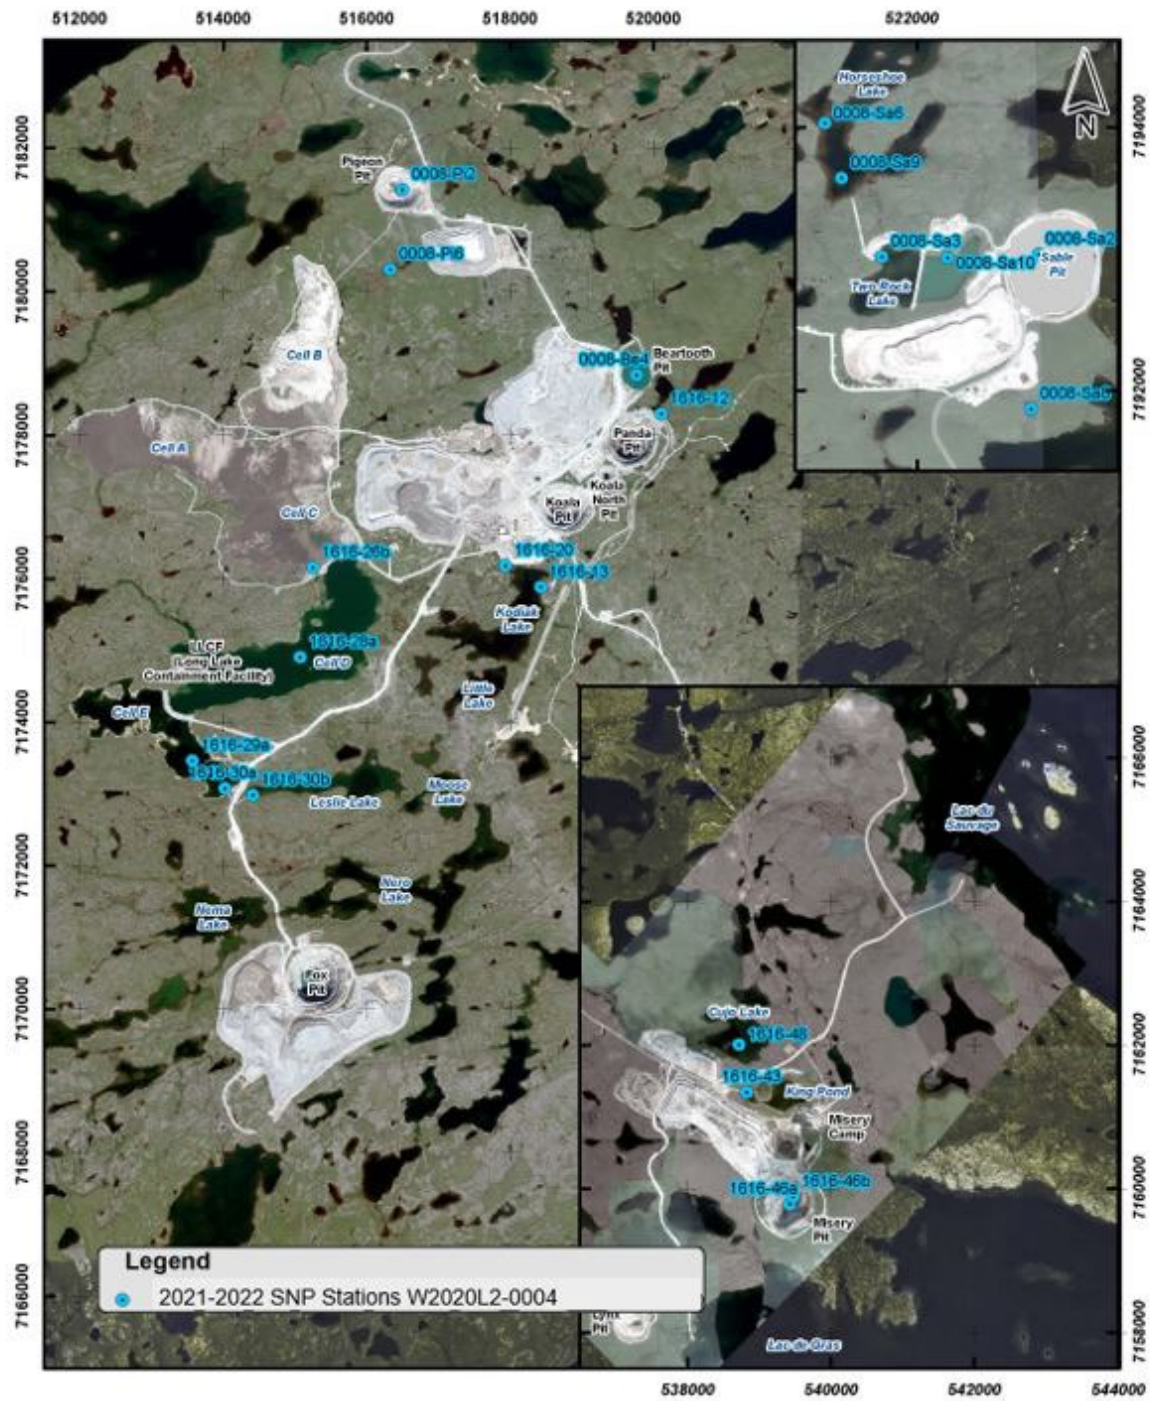 512000
514000
516000
518000
520000
522000
7182000
7180000
7178000
7176000
7174000
7172000
7170000
7168000
7166000
Pigeon
Pit
0008-Pi2
0008-Pi6
Cell B
Cell A
Cell C
0008-Be4
Beartooth
Pit
1616-12
Panda
Pit
Koala
North
Pit
Koala
Pit
1616-26b
1616-20
1616-13
Kodiak
Lake
1616-28a
Cell D
LLCF
(Long Lake
Containment Facility)
Little
Lake
Cell E
1616-29a
1616-30a
1616-30b
Leslie Lake
Moose
Lake
Nero
Lake
Nema
Lake
Fox
Pit
Horseshoe
Lake
0008-Sa6
0008-Sa9
0008-Sa3
0008-Sa10
0008-Sa2
Sable
Pit
Two Rock
Lake
0008-Sa5
N
7194000
7192000
Lac du
Sauvage
Cujo Lake
1616-48
1616-43
King Pond
Misery
Camp
1616-46a
1616-46b
Misery
Pit
Lynx
Pit
Lac de Gras
7166000
7164000
7162000
7160000
7158000
538000
540000
542000
544000
Legend
2021-2022 SNP Stations W2020L2-0004